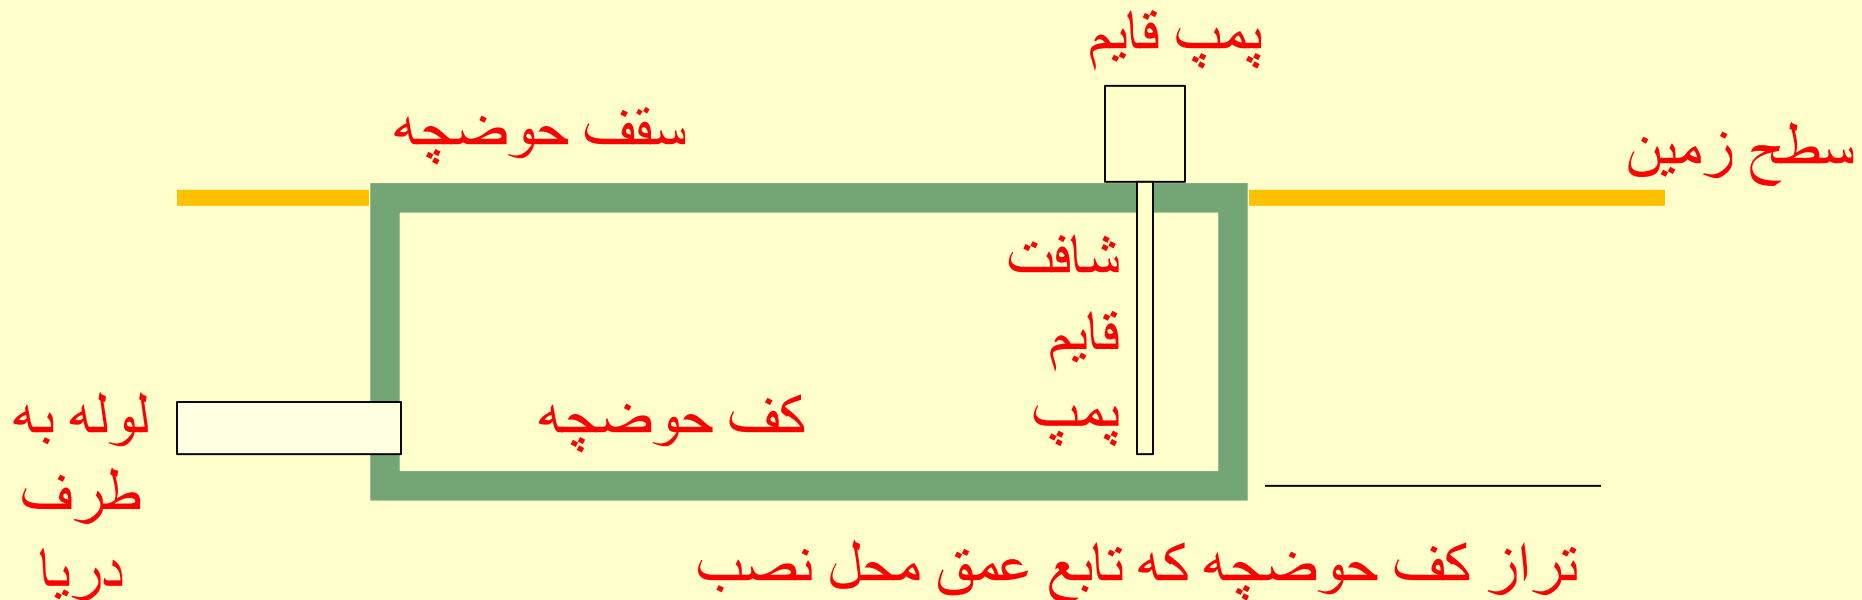 پمپ قایم
سقف حوضچه
سطح زمین
شافت
قایم
پمپ
کف حوضچه
لوله به
طرف
دریا
تراز کف حوضچه که تابع عمق محل نصب